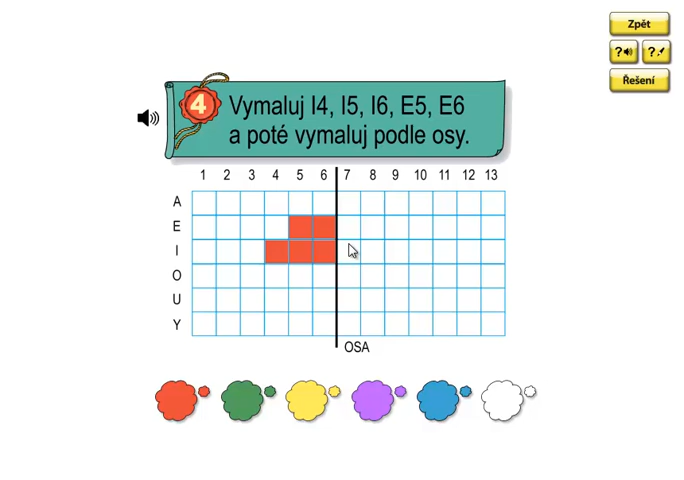 Zpět
?
?
Řešení
4
Vymaluj I4, I5, I6, E5, E6
a poté vymaluj podle osy.
1 2 3 4 5 6 7 8 9 10 11 12 13
A
E
I
O
U
Y
OSA